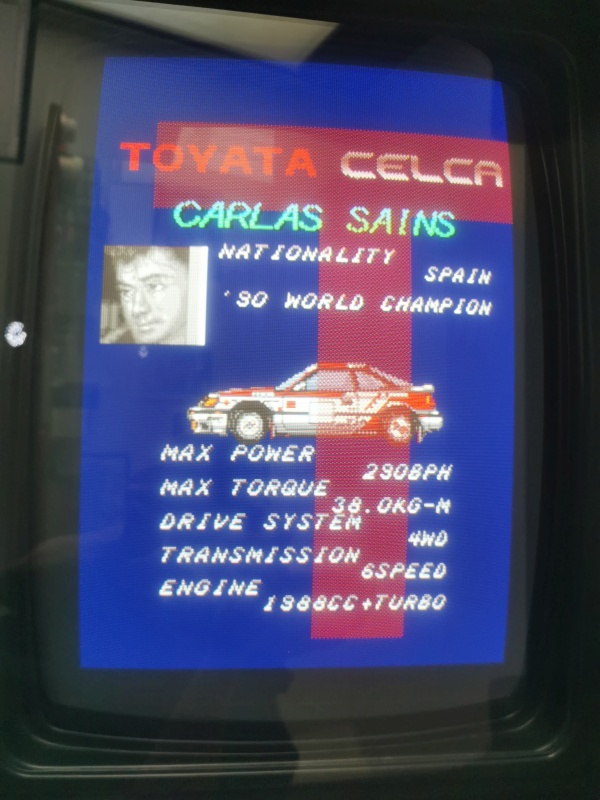 TOYATA CELCA
CARLAS SAINS
NATIONALITY
SPAIN
'90 WORLD CHAMPION
MAX POWER
290BPH
MAX TORQUE
38.0KG-M
DRIVE SYSTEM
4WD
TRANSMISSION
6SPEED
ENGINE
1988CC+TURBO